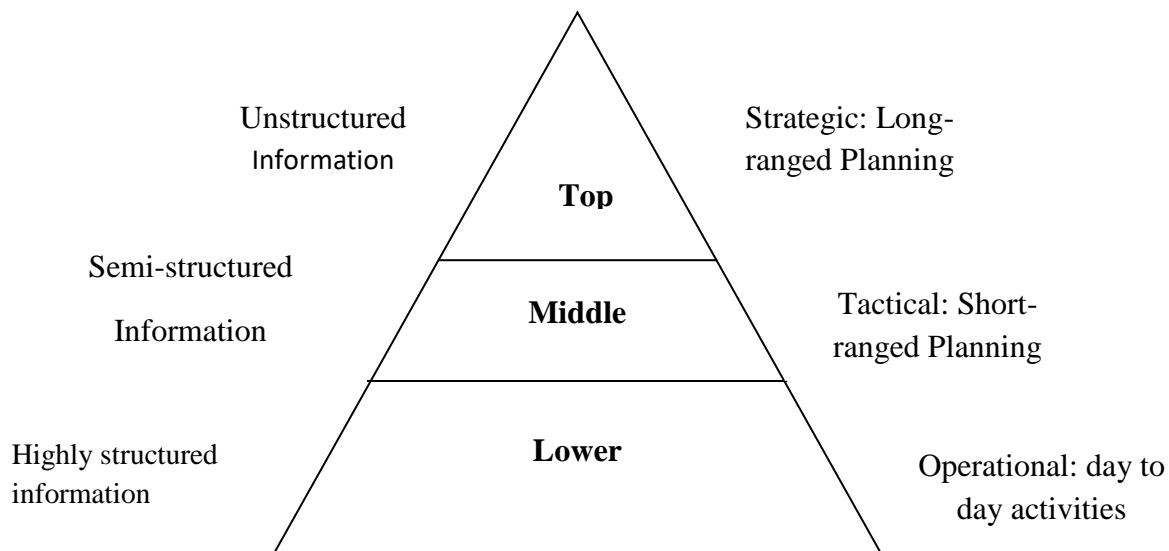 Unstructured
Information
Strategic: Long-
ranged Planning
Top
Semi-structured
Information
Middle
Tactical: Short-
ranged Planning
Highly structured
information
Lower
Operational: day to
day activities